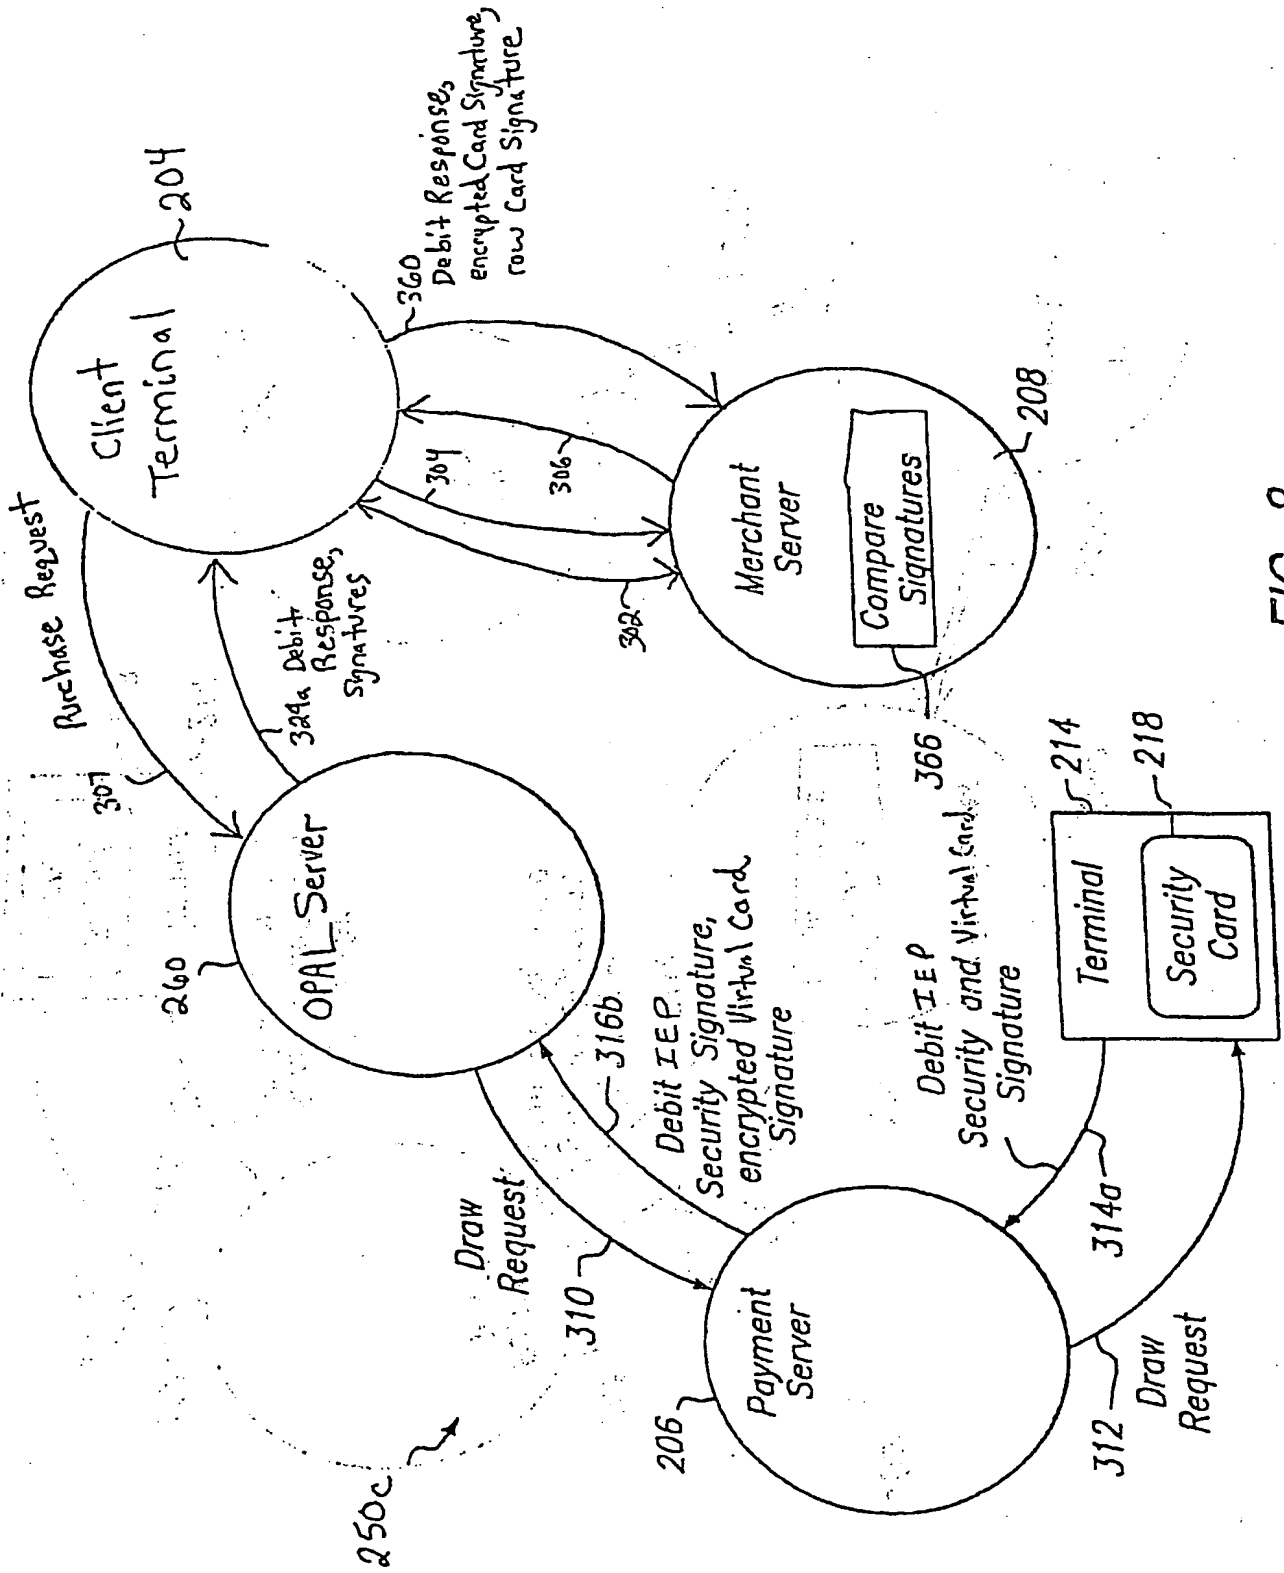 Client
Terminal
204
Purchase Request
307
324a Debit
Response,
Signatures
360
Debit Response,
encrypted Card Signature,
row Card Signature
304
306
302
Merchant
Server
Compare
Signatures
208
366
260
OPAL Server
Draw
Request
310
316b
Debit IEP
Security Signature,
encrypted Virtual Card
Signature
Debit IEP
Security and Virtual Card
Signature
314a
Terminal
214
Security
Card
218
250c
206
Payment
Server
312
Draw
Request